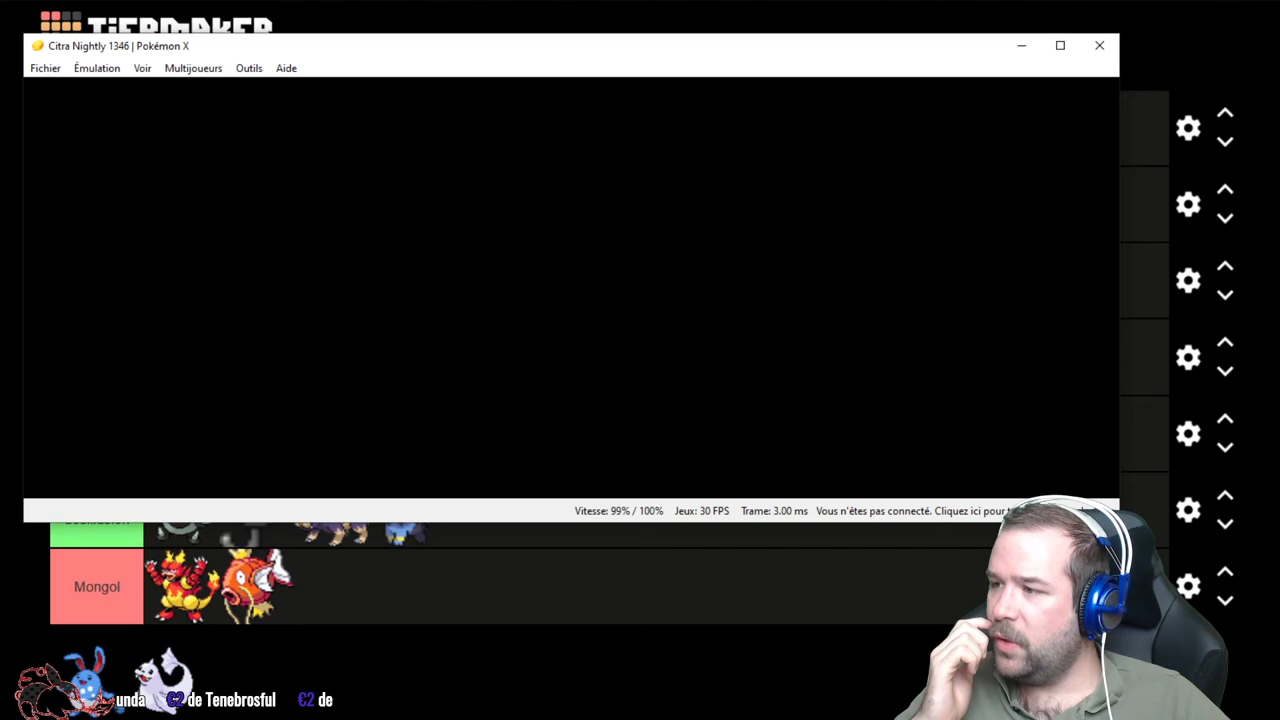 TIERMAKER
Citra Nightly 1346 | Pokémon X
Fichier Émulation Voir Multijoueurs Outils Aide
Vitesse: 99% / 100% Jeux: 30 FPS Trame: 3.00 ms Vous n'êtes pas connecté. Cliquez ici pour
Mongol
unda €2 de Tenebrosful €2 de